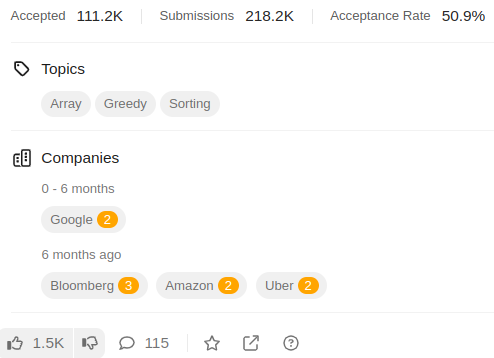 Accepted 111.2K Submissions 218.2K Acceptance Rate 50.9%
Topics
Array Greedy Sorting
Companies
0 - 6 months
Google 2
6 months ago
Bloomberg 3 Amazon 2 Uber 2
1.5K 115